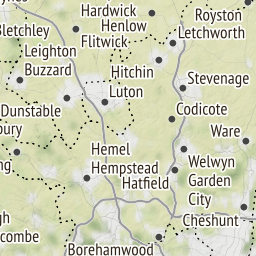 Hardwick
Royston
Bletchley
Henlow
Letchworth
Flitwick
Leighton
Buzzard
Hitchin
Stevenage
Luton
Dunstable
Codicote
Ware
Hemel
Hempstead
Welwyn
Garden
City
Hatfield
Cheshunt
Borehamwood